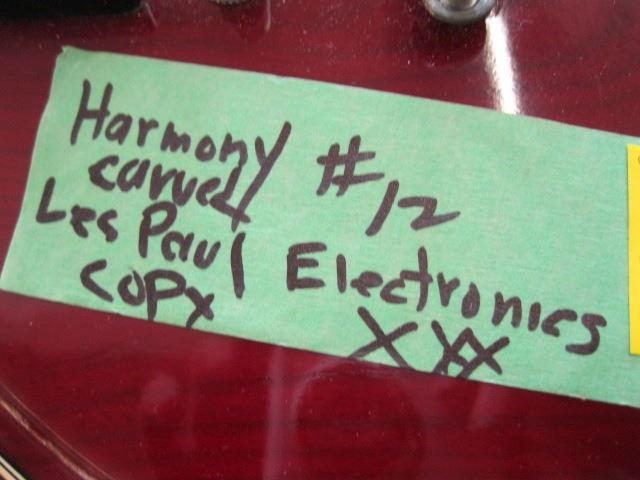 Harmony
carved
Les Paul
COPY
#12
Electronics
XXX